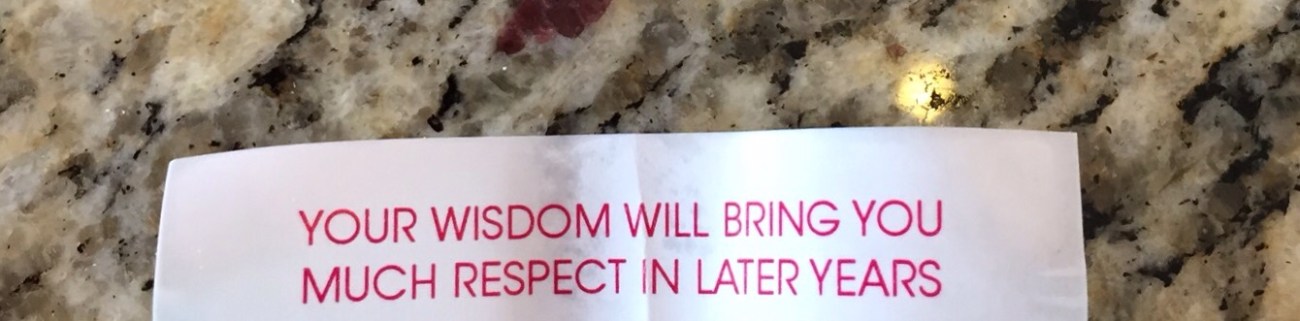 YOUR WISDOM WILL BRING YOU
MUCH RESPECT IN LATER YEARS